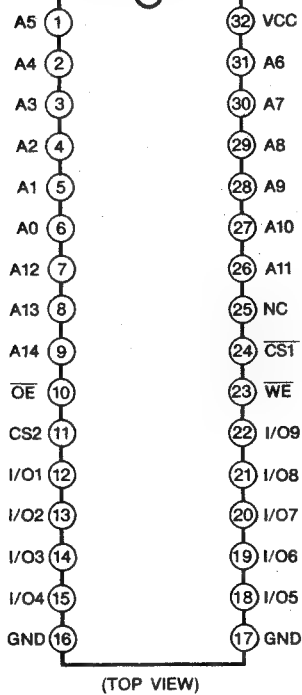 A5 1 32 VCC
A4 2 31 A6
A3 3 30 A7
A2 4 29 A8
A1 5 28 A9
A0 6 27 A10
A12 7 26 A11
A13 8 25 NC
A14 9 24 C̅S̅1̅
O̅E̅ 10 23 W̅E̅
CS2 11 22 I/O9
I/O1 12 21 I/O8
I/O2 13 20 I/O7
I/O3 14 19 I/O6
I/O4 15 18 I/O5
GND 16 17 GND
(TOP VIEW)